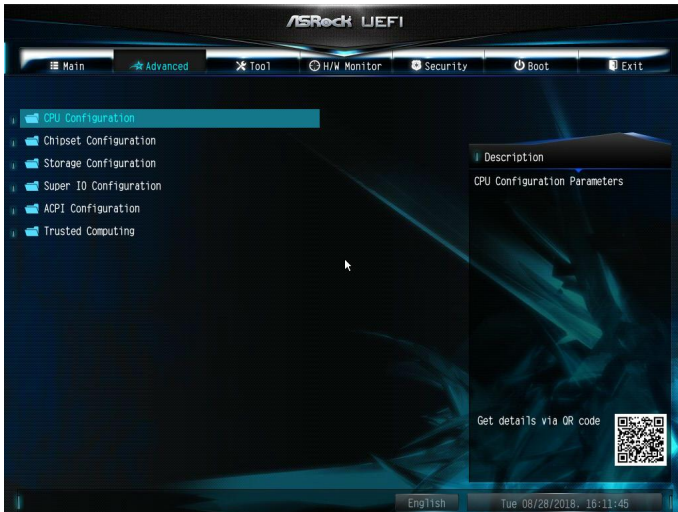 ASRock UEFI
Main Advanced Tool H/W Monitor Security Boot Exit
CPU Configuration
Chipset Configuration
Storage Configuration
Super IO Configuration
ACPI Configuration
Trusted Computing
Description
CPU Configuration Parameters
Get details via QR code
English Tue 08/28/2018, 16:11:45